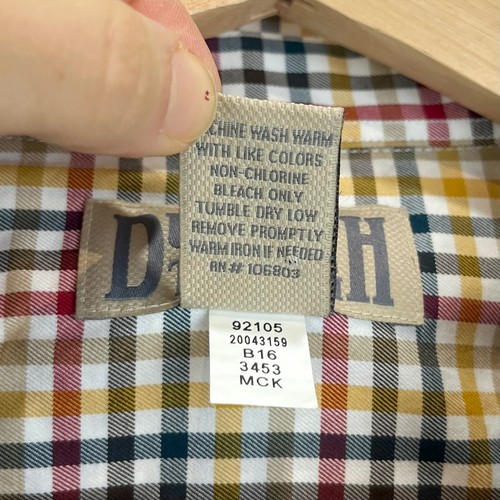 CHINE WASH WARM
WITH LIKE COLORS
NON-CHLORINE
BLEACH ONLY
TUMBLE DRY LOW
REMOVE PROMPTLY
WARM IRON IF NEEDED
RN# 106803
92105
20043159
B16
3453
MCK